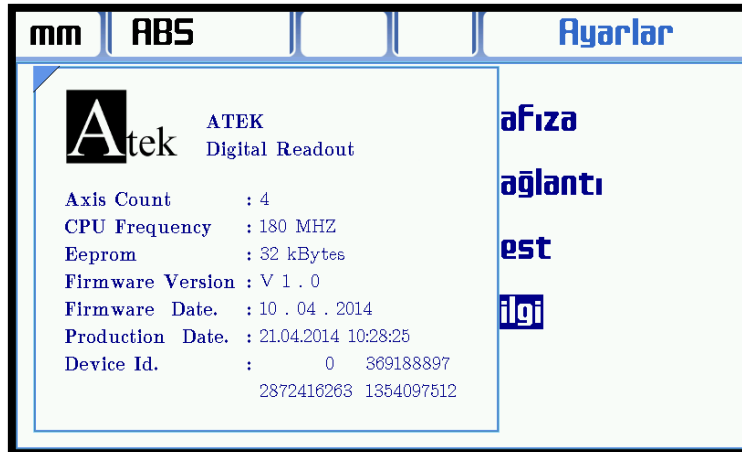 mm ABS Ayarlar
Atek
ATEK
Digital Readout
Axis Count : 4
CPU Frequency : 180 MHZ
Eeprom : 32 kBytes
Firmware Version : V 1 . 0
Firmware Date. : 10 . 04 . 2014
Production Date. : 21.04.2014 10:28:25
Device Id. : 0 369188897
2872416263 1354097512
afıza
ağlantı
est
ilgi